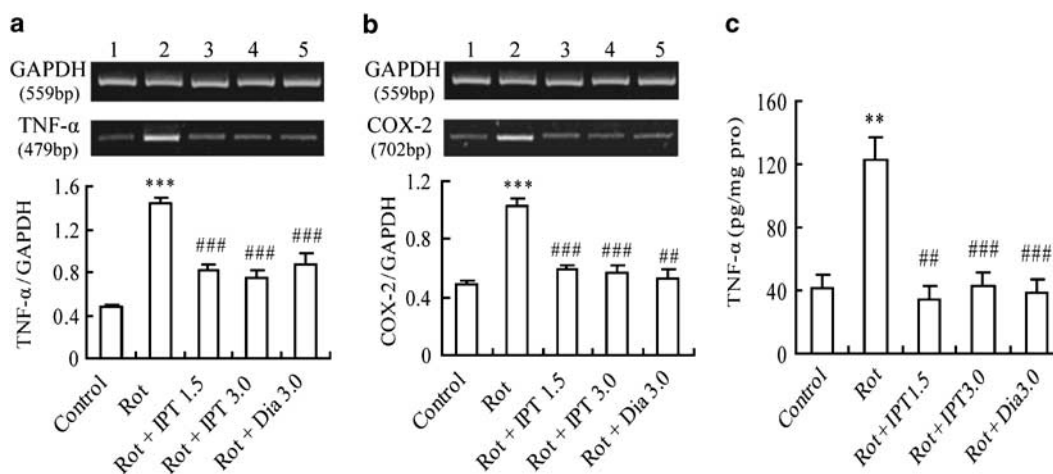 a
1 2 3 4 5
GAPDH
(559bp)
TNF-α
(479bp)
TNF-α/GAPDH
1.6
1.2
0.8
0.4
0
***
###
###
###
Control
Rot
Rot + IPT 1.5
Rot + IPT 3.0
Rot + Dia 3.0
b
1 2 3 4 5
GAPDH
(559bp)
COX-2
(702bp)
COX-2/GAPDH
1.2
0.8
0.4
0
***
###
###
##
Control
Rot
Rot + IPT 1.5
Rot + IPT 3.0
Rot + Dia 3.0
c
TNF-α (pg/mg pro)
160
120
80
40
0
**
##
###
###
Control
Rot
Rot + IPT1.5
Rot + IPT3.0
Rot + Dia3.0